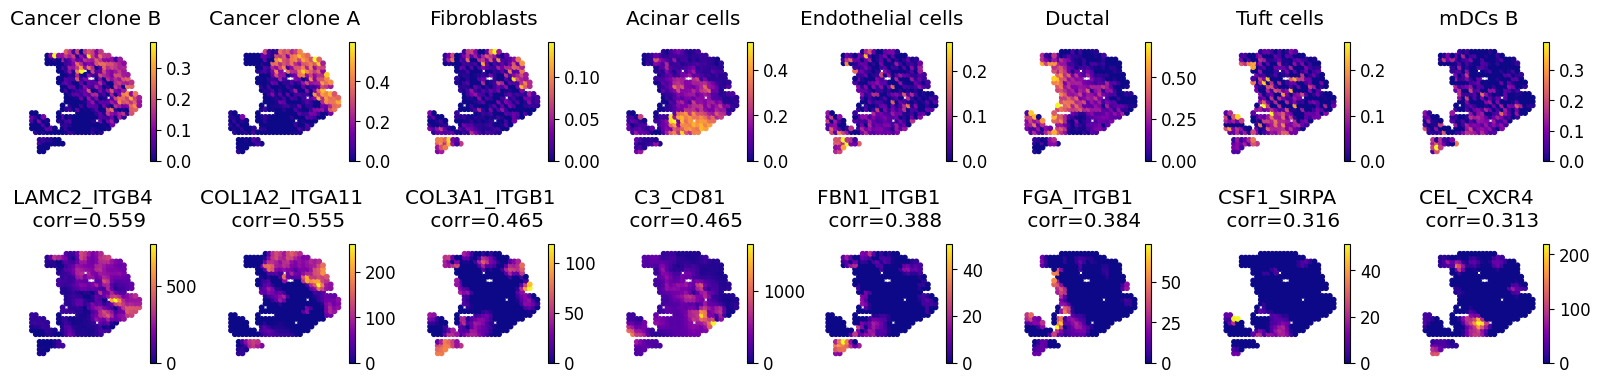 Cancer clone B Cancer clone A Fibroblasts Acinar cells Endothelial cells Ductal Tuft cells mDCs B
0.3 0.2 0.1 0.0
0.4 0.2 0.0
0.10 0.05 0.00
0.4 0.2 0.0
0.2 0.1 0.0
0.50 0.25 0.00
0.2 0.1 0.0
0.3 0.2 0.1 0.0
LAMC2_ITGB4 COL1A2_ITGA11 COL3A1_ITGB1 C3_CD81 FBN1_ITGB1 FGA_ITGB1 CSF1_SIRPA CEL_CXCR4
corr=0.559 corr=0.555 corr=0.465 corr=0.465 corr=0.388 corr=0.384 corr=0.316 corr=0.313
500 0
200 100 0
100 50 0
1000 0
40 20 0
50 25 0
40 20 0
200 100 0